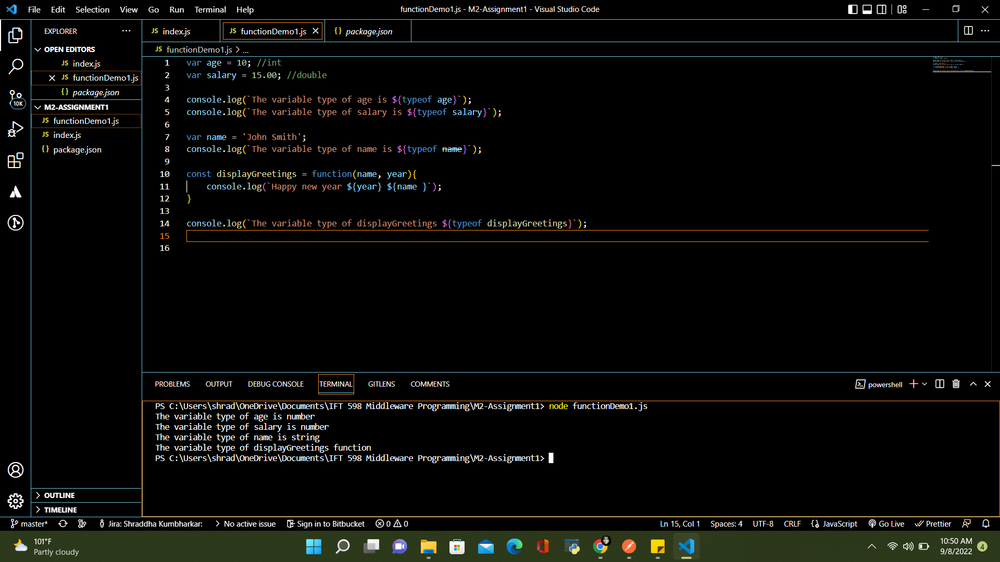 File Edit Selection View Go Run Terminal Help
functionDemo1.js - M2-Assignment1 - Visual Studio Code
EXPLORER ···
OPEN EDITORS
JS index.js
JS functionDemo1.js
{} package.json
10K
M2-ASSIGNMENT1
JS functionDemo1.js
JS index.js
{} package.json
OUTLINE
TIMELINE
JS index.js JS functionDemo1.js {} package.json
JS functionDemo1.js > ...
1 var age = 10; //int
2 var salary = 15.00; //double
3
4 console.log(`The variable type of age is ${typeof age}`);
5 console.log(`The variable type of salary is ${typeof salary}`);
6
7 var name = 'John Smith';
8 console.log(`The variable type of name is ${typeof name}`);
9
10 const displayGreetings = function(name, year){
11 console.log(`Happy new year ${year} ${name }`);
12 }
13
14 console.log(`The variable type of displayGreetings ${typeof displayGreetings}`);
15
16
PROBLEMS OUTPUT DEBUG CONSOLE TERMINAL GITLENS COMMENTS
powershell
PS C:\Users\shrad\OneDrive\Documents\IFT 598 Middleware Programming\M2-Assignment1> node functionDemo1.js
The variable type of age is number
The variable type of salary is number
The variable type of name is string
The variable type of displayGreetings function
PS C:\Users\shrad\OneDrive\Documents\IFT 598 Middleware Programming\M2-Assignment1>
master* Jira: Shraddha Kumbharkar: > No active issue Sign in to Bitbucket 0 0
Ln 15, Col 1 Spaces: 4 UTF-8 CRLF {} JavaScript Go Live Prettier
101°F
Partly cloudy
10:50 AM
9/8/2022
4